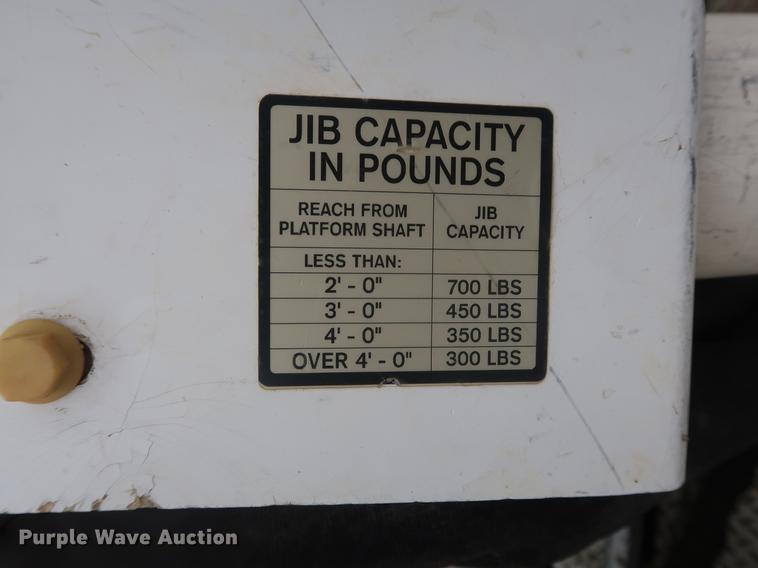 JIB CAPACITY
IN POUNDS
REACH FROM
PLATFORM SHAFT
JIB
CAPACITY
LESS THAN:
2' - 0" 700 LBS
3' - 0" 450 LBS
4' - 0" 350 LBS
OVER 4' - 0" 300 LBS
Purple Wave Auction